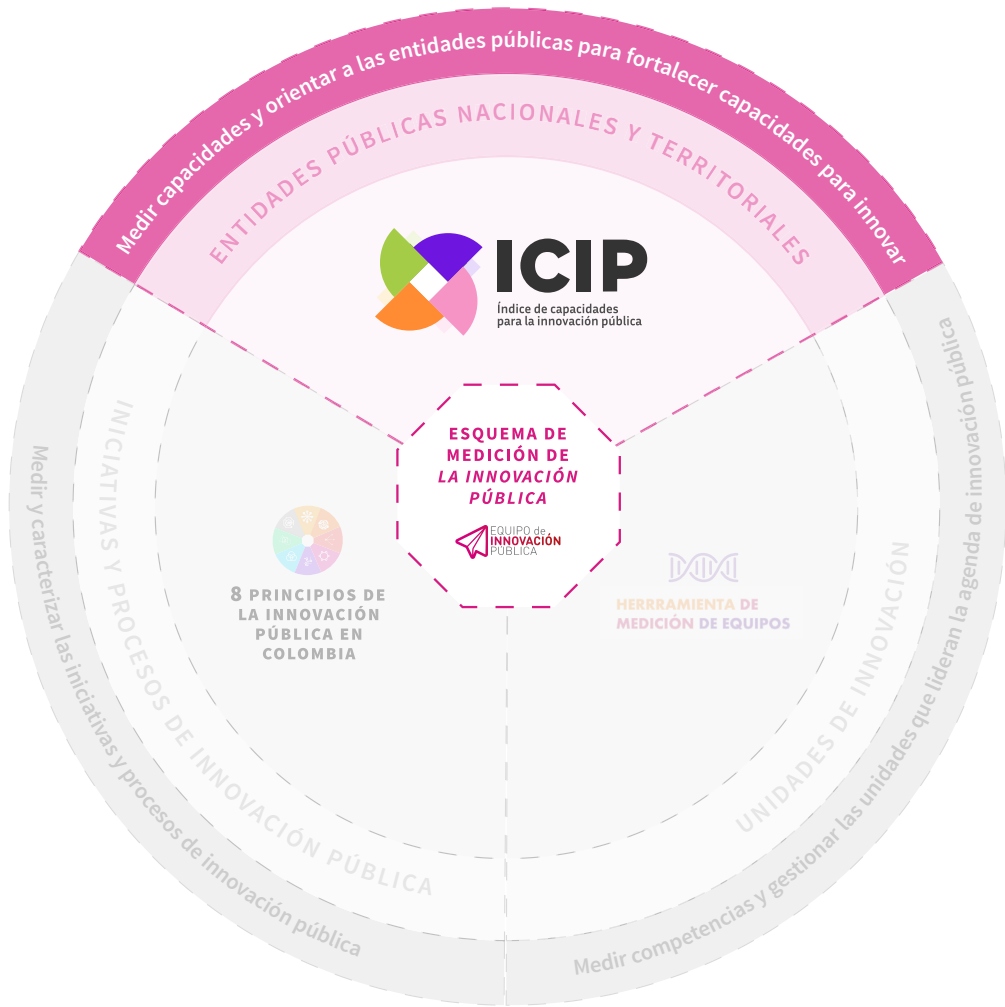 Medir capacidades y orientar a las entidades públicas para fortalecer capacidades para innovar
ENTIDADES PÚBLICAS NACIONALES Y TERRITORIALES
ICIP
Índice de capacidades
para la innovación pública
ESQUEMA DE
MEDICIÓN DE
LA INNOVACIÓN
PÚBLICA
EQUIPO de
INNOVACIÓN
PÚBLICA
Medir y caracterizar las iniciativas y procesos de innovación pública
INICIATIVAS Y PROCESOS DE INNOVACIÓN PÚBLICA
8 PRINCIPIOS DE
LA INNOVACIÓN
PÚBLICA EN
COLOMBIA
HERRRAMIENTA DE
MEDICIÓN DE EQUIPOS
UNIDADES DE INNOVACIÓN
Medir competencias y gestionar las unidades que lideran la agenda de innovación pública